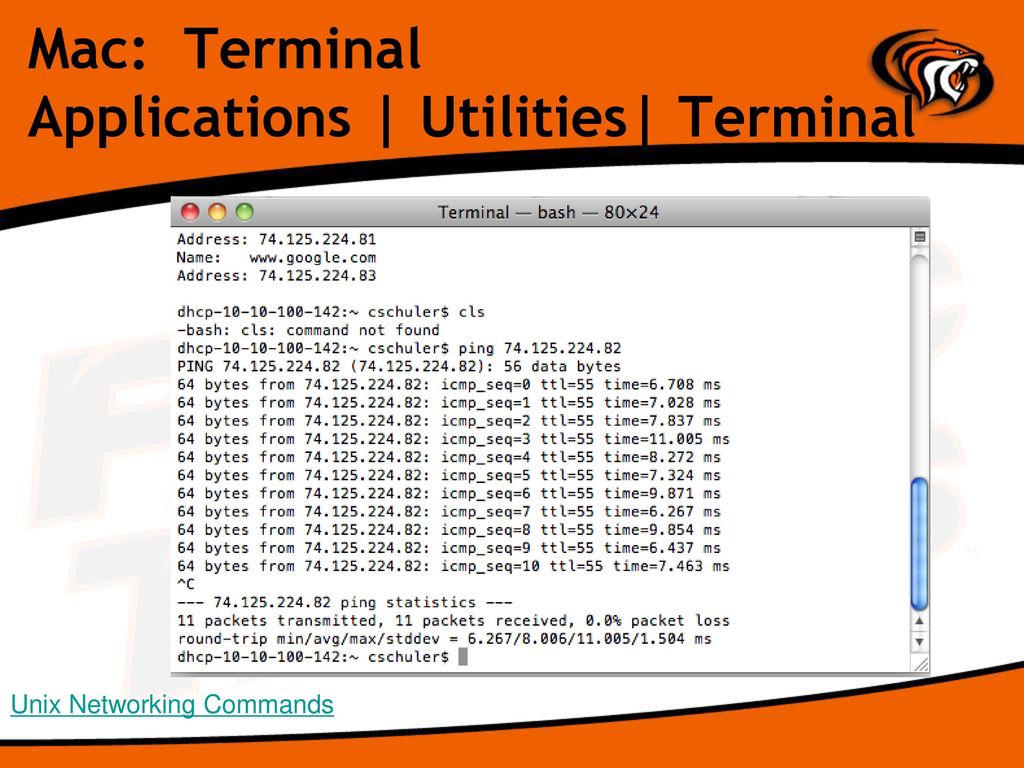 Mac:  Terminal
Applications | Utilities| Terminal
Terminal — bash — 80×24
Address: 74.125.224.81
Name:   www.google.com
Address: 74.125.224.83
dhcp-10-10-100-142:~ cschuler$ cls
-bash: cls: command not found
dhcp-10-10-100-142:~ cschuler$ ping 74.125.224.82
PING 74.125.224.82 (74.125.224.82): 56 data bytes
64 bytes from 74.125.224.82: icmp_seq=0 ttl=55 time=6.708 ms
64 bytes from 74.125.224.82: icmp_seq=1 ttl=55 time=7.028 ms
64 bytes from 74.125.224.82: icmp_seq=2 ttl=55 time=7.837 ms
64 bytes from 74.125.224.82: icmp_seq=3 ttl=55 time=11.005 ms
64 bytes from 74.125.224.82: icmp_seq=4 ttl=55 time=8.272 ms
64 bytes from 74.125.224.82: icmp_seq=5 ttl=55 time=7.324 ms
64 bytes from 74.125.224.82: icmp_seq=6 ttl=55 time=9.871 ms
64 bytes from 74.125.224.82: icmp_seq=7 ttl=55 time=6.267 ms
64 bytes from 74.125.224.82: icmp_seq=8 ttl=55 time=9.854 ms
64 bytes from 74.125.224.82: icmp_seq=9 ttl=55 time=6.437 ms
64 bytes from 74.125.224.82: icmp_seq=10 ttl=55 time=7.463 ms
^C
--- 74.125.224.82 ping statistics ---
11 packets transmitted, 11 packets received, 0.0% packet loss
round-trip min/avg/max/stddev = 6.267/8.006/11.005/1.504 ms
dhcp-10-10-100-142:~ cschuler$
Unix Networking Commands